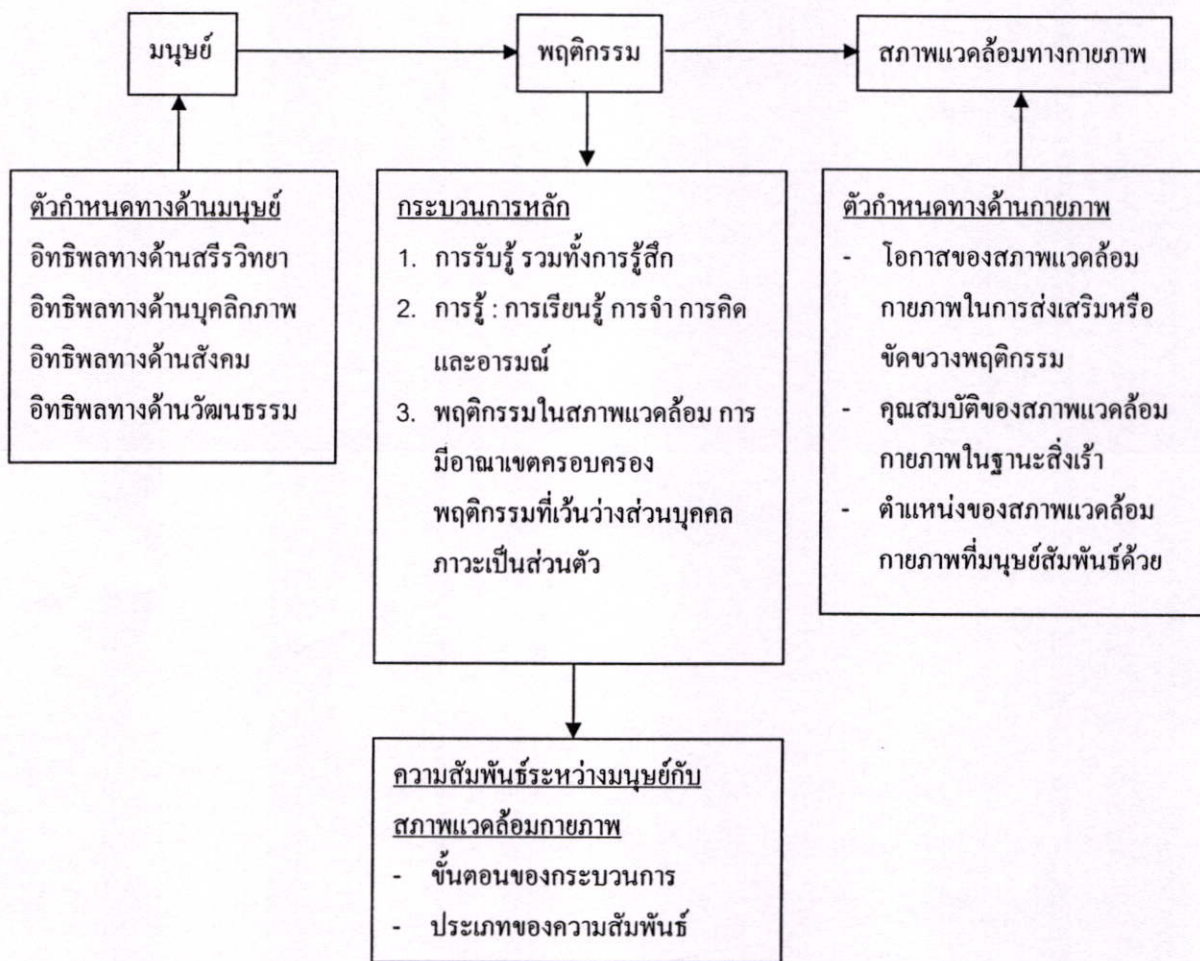 มนุษย์
พฤติกรรม
สภาพแวดล้อมทางกายภาพ
ตัวกำหนดทางด้านมนุษย์
อิทธิพลทางด้านสรีรวิทยา
อิทธิพลทางด้านบุคลิกภาพ
อิทธิพลทางด้านสังคม
อิทธิพลทางด้านวัฒนธรรม
กระบวนการหลัก
1. การรับรู้ รวมทั้งการรู้สึก
2. การรู้ : การเรียนรู้ การจำ การคิด
และอารมณ์
3. พฤติกรรมในสภาพแวดล้อม การ
มีอาณาเขตครอบครอง
พฤติกรรมที่เว้นว่างส่วนบุคคล
ภาวะเป็นส่วนตัว
ตัวกำหนดทางด้านกายภาพ
- โอกาสของสภาพแวดล้อม
กายภาพในการส่งเสริมหรือ
ขัดขวางพฤติกรรม
- คุณสมบัติของสภาพแวดล้อม
กายภาพในฐานะสิ่งเร้า
- ตำแหน่งของสภาพแวดล้อม
กายภาพที่มนุษย์สัมพันธ์ด้วย
ความสัมพันธ์ระหว่างมนุษย์กับ
สภาพแวดล้อมกายภาพ
- ขั้นตอนของกระบวนการ
- ประเภทของความสัมพันธ์